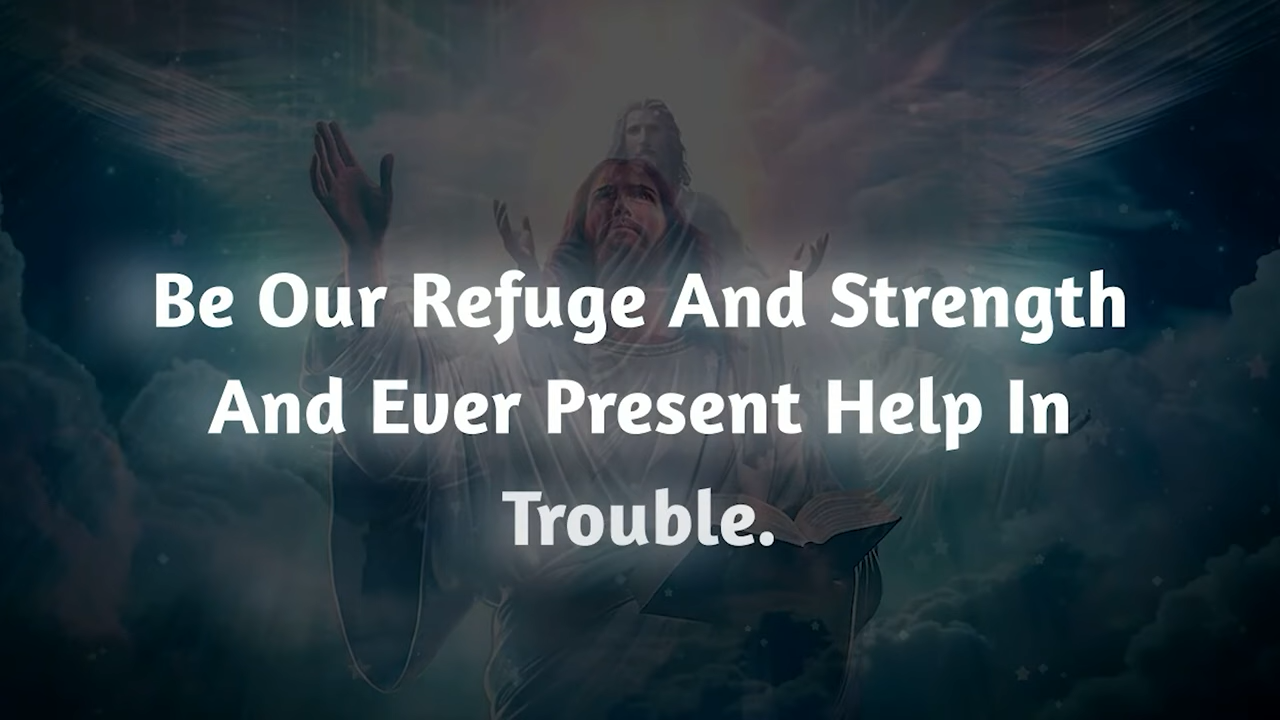 Be Our Refuge And Strength
And Ever Present Help In
Trouble.